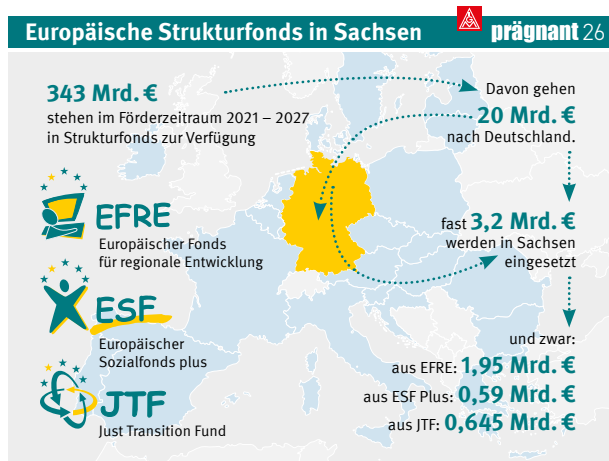 Europäische Strukturfonds in Sachsen
prägnant 26
343 Mrd. €
stehen im Förderzeitraum 2021 – 2027
in Strukturfonds zur Verfügung
Davon gehen
20 Mrd. €
nach Deutschland.
fast 3,2 Mrd. €
werden in Sachsen
eingesetzt
EFRE
Europäischer Fonds
für regionale Entwicklung
ESF
Europäischer
Sozialfonds plus
JTF
Just Transition Fund
und zwar:
aus EFRE: 1,95 Mrd. €
aus ESF Plus: 0,59 Mrd. €
aus JTF: 0,645 Mrd. €